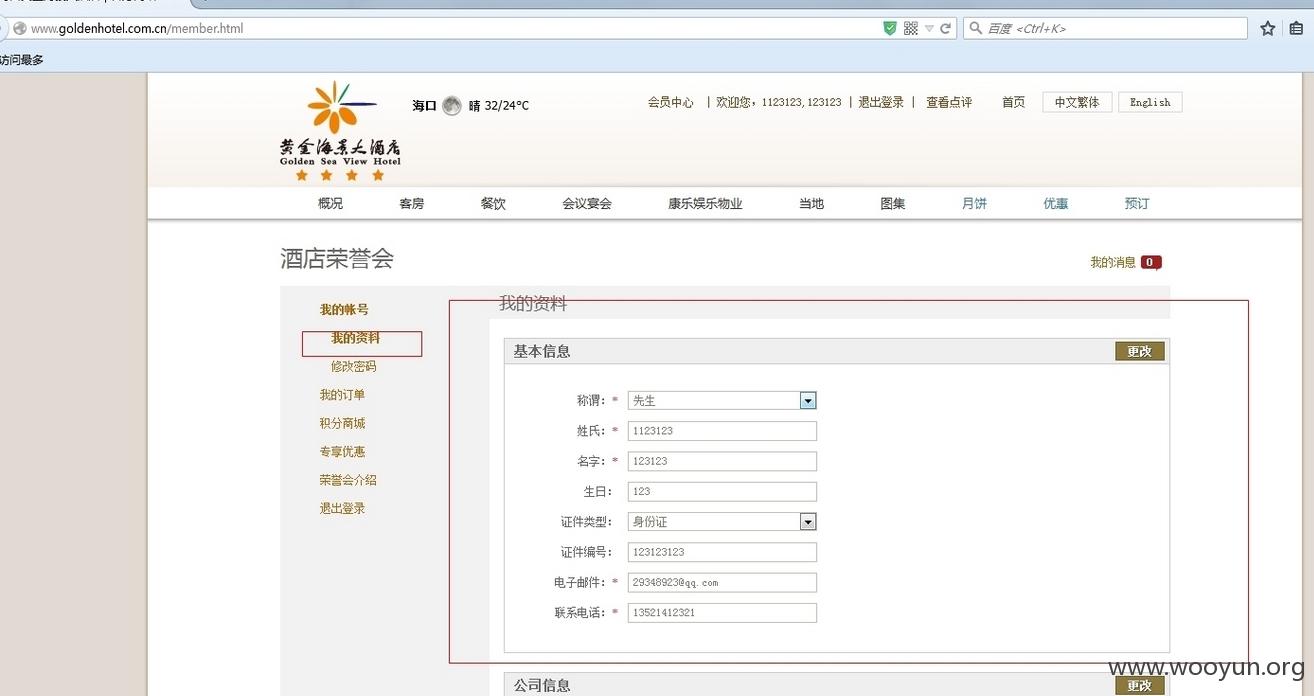 www.goldenhotel.com.cn/member.html
百度 <Ctrl+K>
访问最多
黄金海景大酒店
Golden Sea View Hotel
海口 晴 32/24°C
会员中心 | 欢迎您，1123123,123123 | 退出登录 | 查看点评 首页 中文繁体 English
概况 客房 餐饮 会议宴会 康乐娱乐物业 当地 图集 月饼 优惠 预订
酒店荣誉会
我的消息 0
我的帐号
我的资料
修改密码
我的订单
积分商城
专享优惠
荣誉会介绍
退出登录
我的资料
基本信息 更改
称谓：* 先生
姓氏：* 1123123
名字：* 123123
生日： 123
证件类型： 身份证
证件编号： 123123123
电子邮件：* 29348923@qq.com
联系电话：* 13521412321
公司信息 更改
www.wooyun.org